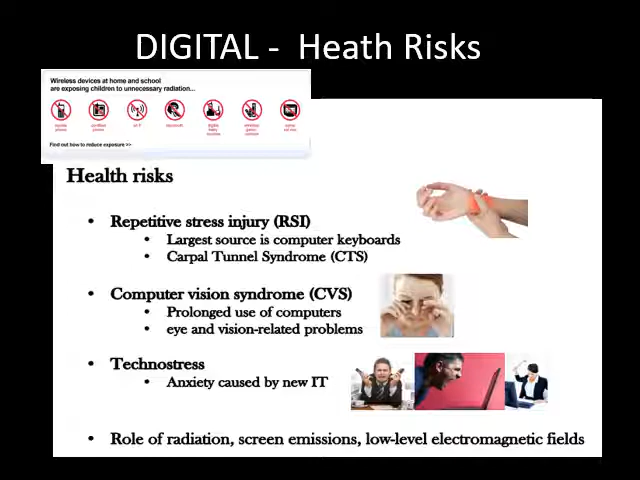 DIGITAL - Heath Risks
Wireless devices at home and school
are exposing children to unnecessary radiation...
Find out how to reduce exposure >>
Health risks
• Repetitive stress injury (RSI)
• Largest source is computer keyboards
• Carpal Tunnel Syndrome (CTS)
• Computer vision syndrome (CVS)
• Prolonged use of computers
• eye and vision-related problems
• Technostress
• Anxiety caused by new IT
• Role of radiation, screen emissions, low-level electromagnetic fields